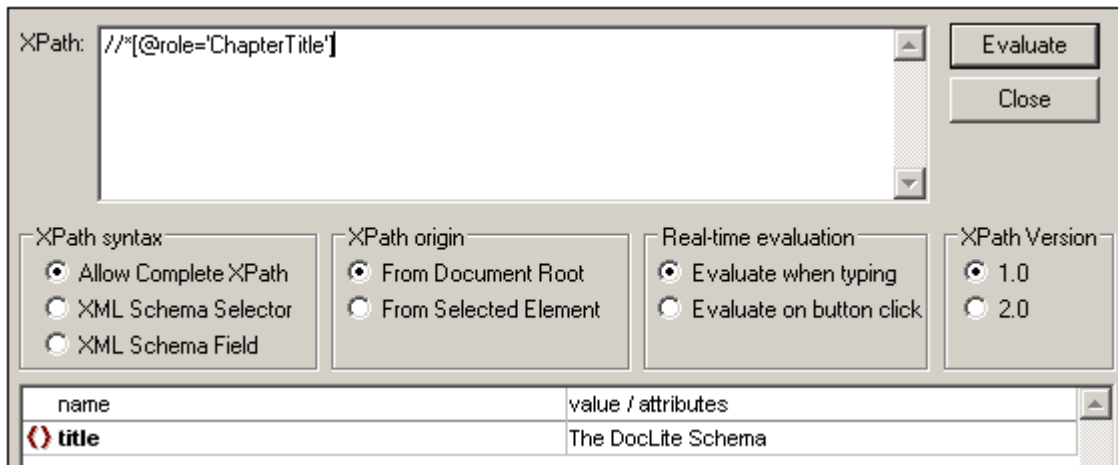 XPath: //*[@role='ChapterTitle'] Evaluate
Close
XPath syntax XPath origin Real-time evaluation XPath Version
Allow Complete XPath From Document Root Evaluate when typing 1.0
XML Schema Selector From Selected Element Evaluate on button click 2.0
XML Schema Field
name value / attributes
title The DocLite Schema